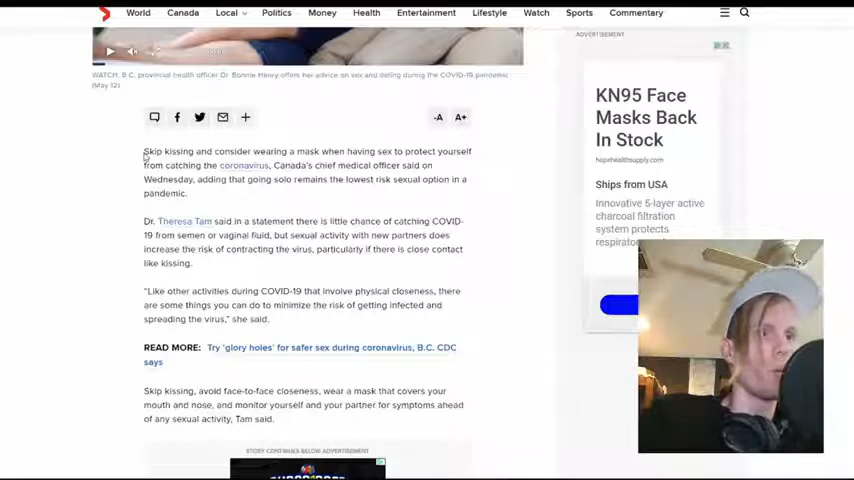 World Canada Local Politics Money Health Entertainment Lifestyle Watch Sports Commentary
WATCH: B.C. provincial health officer Dr. Bonnie Henry offers her advice on sex and dating during the COVID-19 pandemic
(May 12)
ADVERTISEMENT
-A A+
Skip kissing and consider wearing a mask when having sex to protect yourself
from catching the coronavirus, Canada's chief medical officer said on
Wednesday, adding that going solo remains the lowest risk sexual option in a
pandemic.
Dr. Theresa Tam said in a statement there is little chance of catching COVID-
19 from semen or vaginal fluid, but sexual activity with new partners does
increase the risk of contracting the virus, particularly if there is close contact
like kissing.
“Like other activities during COVID-19 that involve physical closeness, there
are some things you can do to minimize the risk of getting infected and
spreading the virus,” she said.
READ MORE: Try ‘glory holes’ for safer sex during coronavirus, B.C. CDC
says
Skip kissing, avoid face-to-face closeness, wear a mask that covers your
mouth and nose, and monitor yourself and your partner for symptoms ahead
of any sexual activity, Tam said.
STORY CONTINUES BELOW ADVERTISEMENT
KN95 Face
Masks Back
In Stock
hopehealthsupply.com
Ships from USA
Innovative 5-layer active
charcoal filtration
system protects